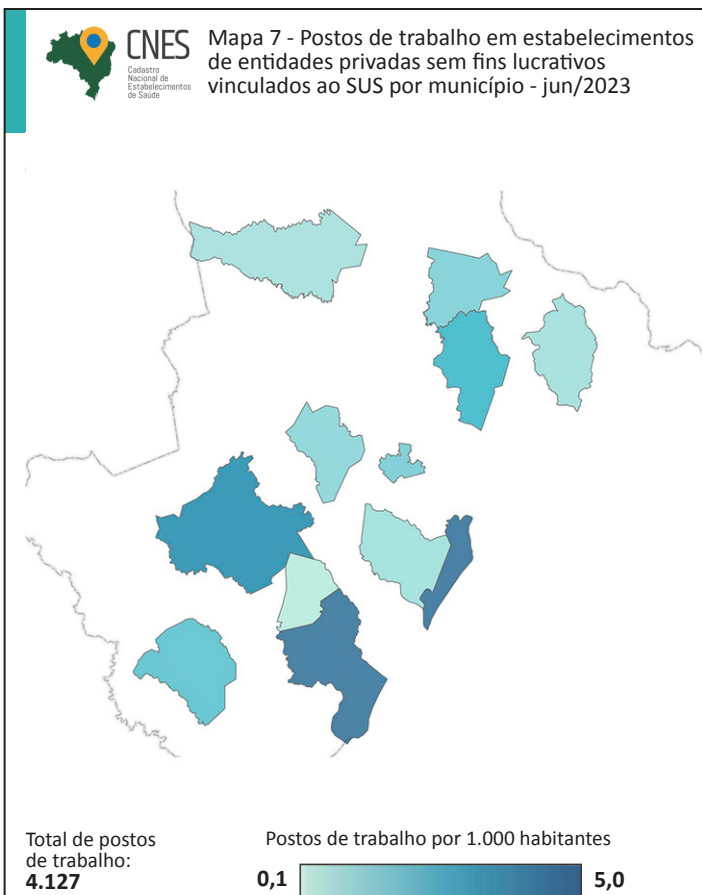 CNES
Cadastro
Nacional de
Estabelecimentos
de Saúde
Mapa 7 - Postos de trabalho em estabelecimentos
de entidades privadas sem fins lucrativos
vinculados ao SUS por município - jun/2023
Total de postos
de trabalho:
4.127
Postos de trabalho por 1.000 habitantes
0,1
5,0